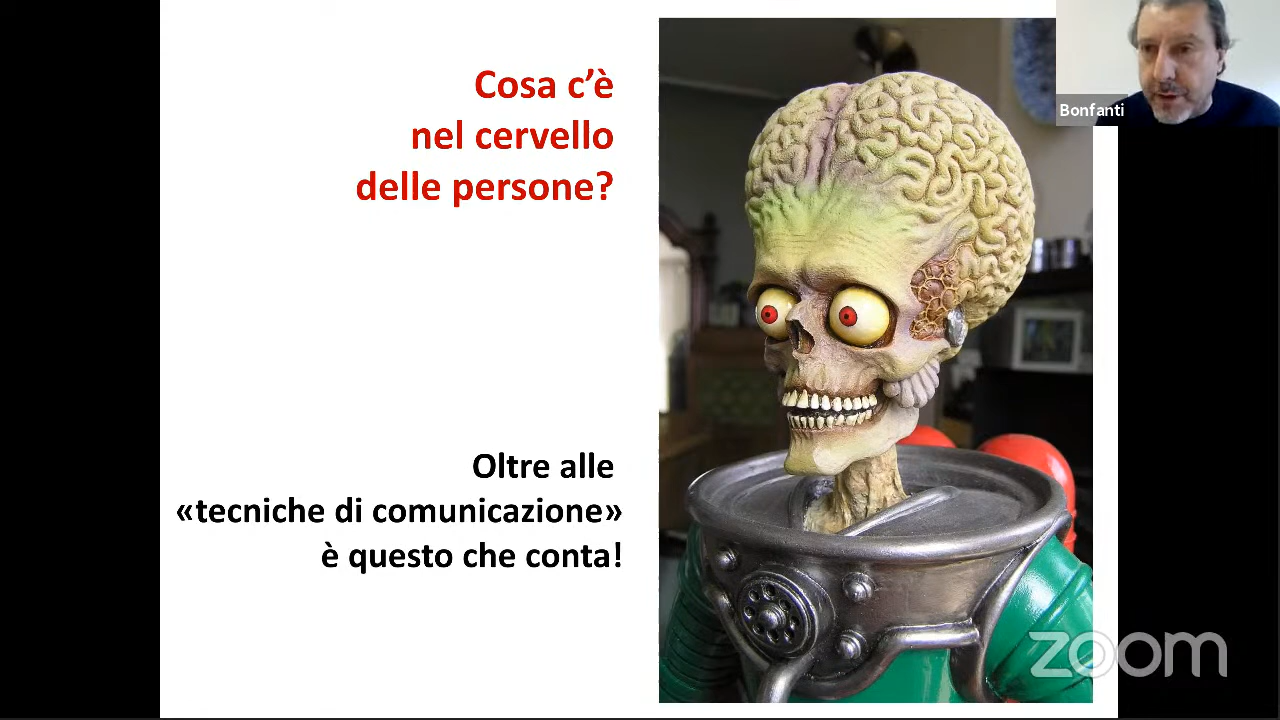 Cosa c'è
nel cervello
delle persone?
Bonfanti
Oltre alle
«tecniche di comunicazione»
è questo che conta!
zoom